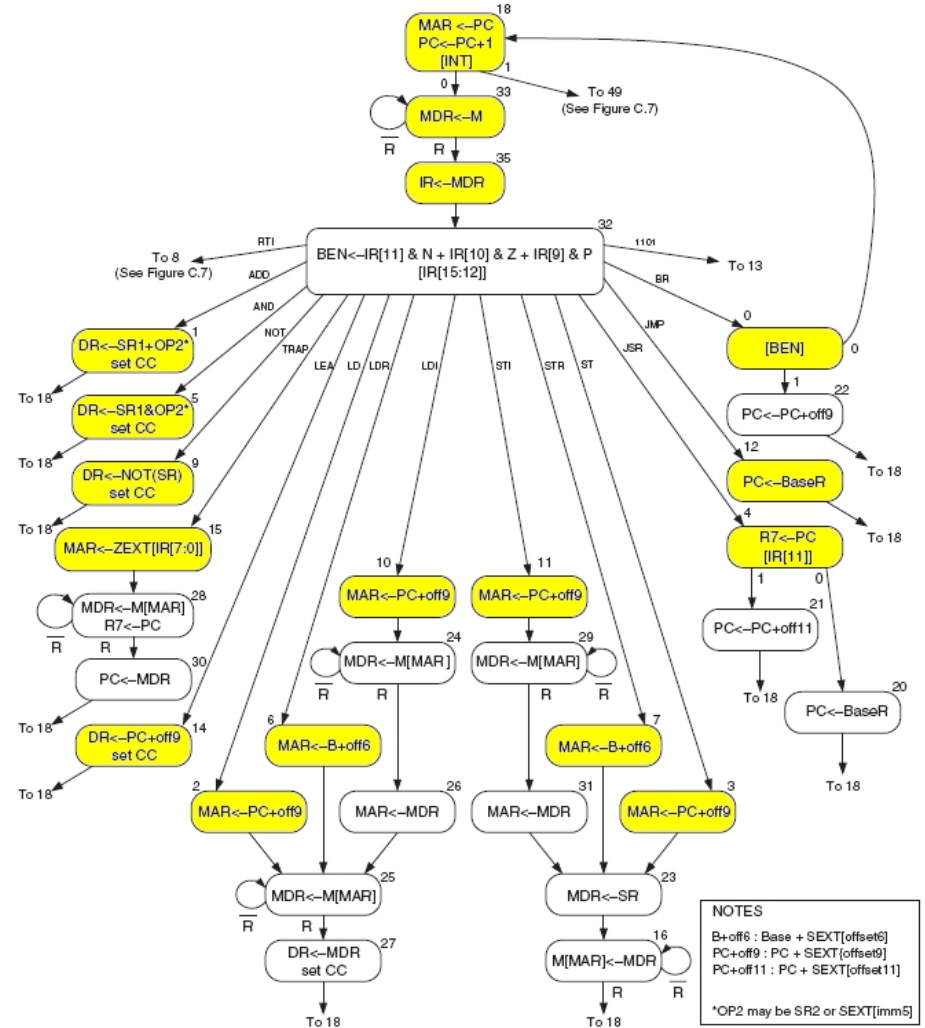 18
MAR <–PC
PC<–PC+1
[INT]
0
1
To 49
(See Figure C.7)
33
MDR<–M
R
R
35
IR<–MDR
32
BEN<–IR[11] & N + IR[10] & Z + IR[9] & P
[IR[15:12]]
RTI
To 8
(See Figure C.7)
1101
To 13
ADD
AND
NOT
TRAP
LEA
LD
LDR
LDI
STI
STR
ST
JSR
JMP
BR
1
DR<–SR1+OP2*
set CC
To 18
5
DR<–SR1&OP2*
set CC
To 18
9
DR<–NOT(SR)
set CC
To 18
15
MAR<–ZEXT[IR[7:0]]
28
MDR<–M[MAR]
R7<–PC
R
R
30
PC<–MDR
To 18
14
DR<–PC+off9
set CC
To 18
0
[BEN]
0
1
22
PC<–PC+off9
To 18
12
PC<–BaseR
To 18
4
R7<–PC
[IR[11]]
1
0
21
PC<–PC+off11
To 18
20
PC<–BaseR
To 18
10
MAR<–PC+off9
11
MAR<–PC+off9
24
MDR<–M[MAR]
R
R
29
MDR<–M[MAR]
R
R
6
MAR<–B+off6
7
MAR<–B+off6
2
MAR<–PC+off9
26
MAR<–MDR
31
MAR<–MDR
3
MAR<–PC+off9
25
MDR<–M[MAR]
R
R
23
MDR<–SR
27
DR<–MDR
set CC
To 18
16
M[MAR]<–MDR
R
R
To 18
NOTES
B+off6 : Base + SEXT[offset6]
PC+off9 : PC + SEXT{offset9]
PC+off11 : PC + SEXT[offset11]
*OP2 may be SR2 or SEXT[imm5]